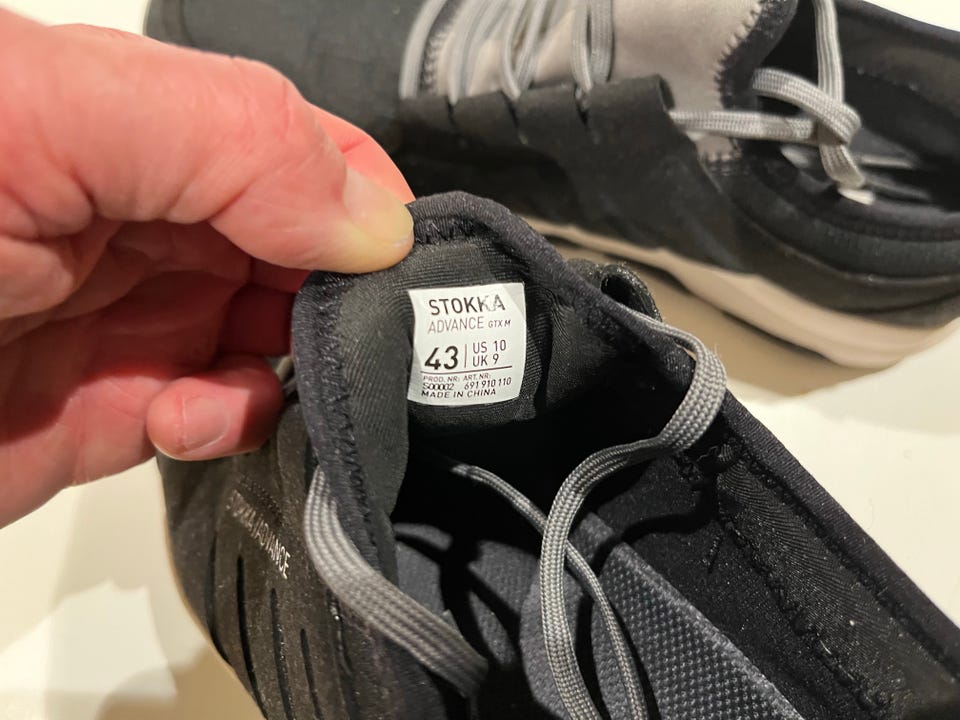 STOKKA
ADVANCE GTX M
43 US 10
UK 9
PROD. NR: ART. NR:
S00002 691 910 110
MADE IN CHINA
STOKKA ADVANCE